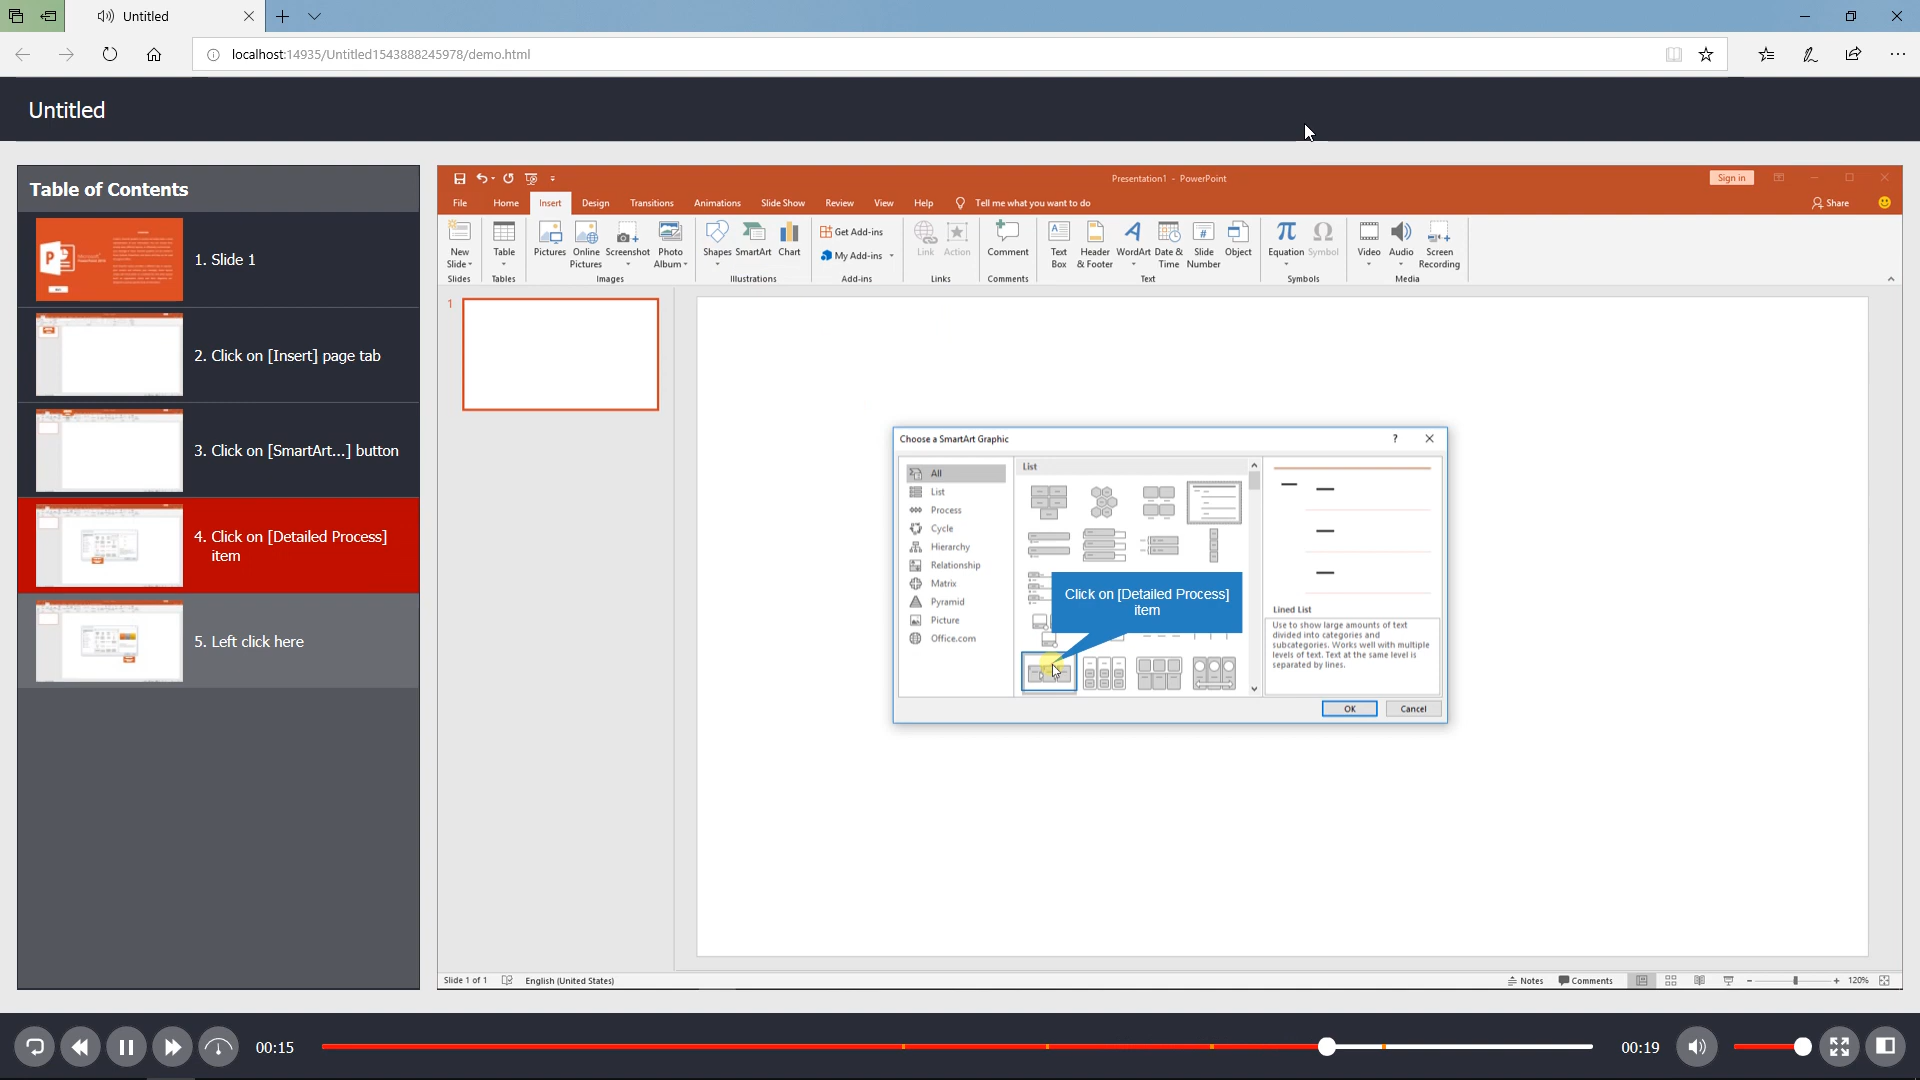 Untitled
localhost:14935/Untitled1543888245978/demo.html
Untitled
Table of Contents
1. Slide 1
2. Click on [Insert] page tab
3. Click on [SmartArt...] button
4. Click on [Detailed Process]
item
5. Left click here
Presentation1 - PowerPoint
Sign in
File Home Insert Design Transitions Animations Slide Show Review View Help Tell me what you want to do
Share
New
Slide
Slides
Table
Tables
Pictures
Online
Pictures
Screenshot
Photo
Album
Images
Shapes SmartArt Chart
Illustrations
Get Add-ins
My Add-ins
Add-ins
Link Action
Links
Comment
Comments
Text
Box
Header
& Footer
WordArt
Date &
Time
Slide
Number
Object
Text
Equation Symbol
Symbols
Video Audio
Screen
Recording
Media
1
Choose a SmartArt Graphic
?
All
List
Process
Cycle
Hierarchy
Relationship
Matrix
Pyramid
Picture
Office.com
List
Click on [Detailed Process]
item
Lined List
Use to show large amounts of text
divided into categories and
subcategories. Works well with multiple
levels of text. Text at the same level is
separated by lines.
OK Cancel
Slide 1 of 1 English (United States)
Notes Comments 120%
00:15
00:19